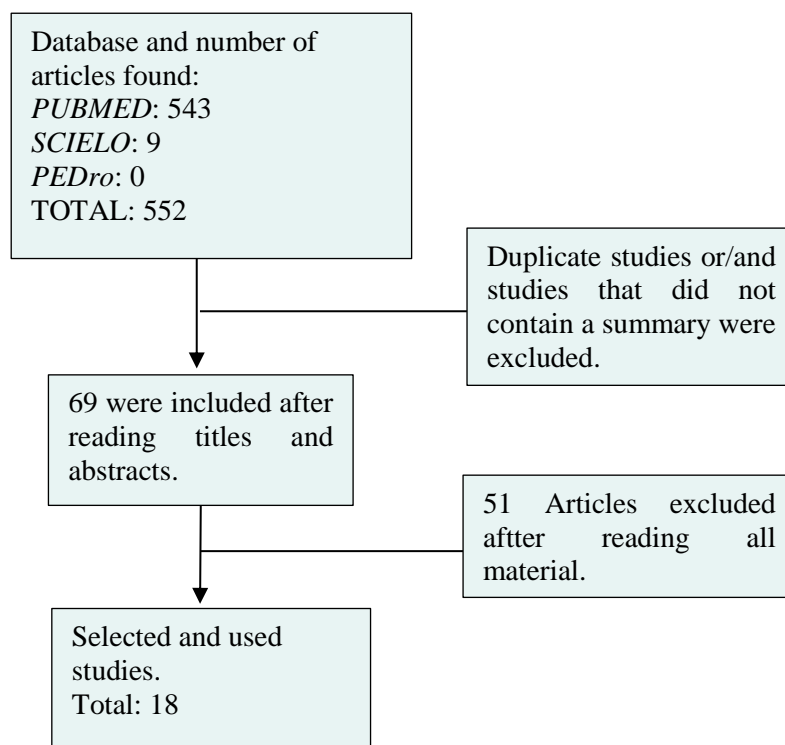 Database and number of
articles found:
PUBMED: 543
SCIELO: 9
PEDro: 0
TOTAL: 552
Duplicate studies or/and
studies that did not
contain a summary were
excluded.
69 were included after
reading titles and
abstracts.
51 Articles excluded
aftter reading all
material.
Selected and used
studies.
Total: 18